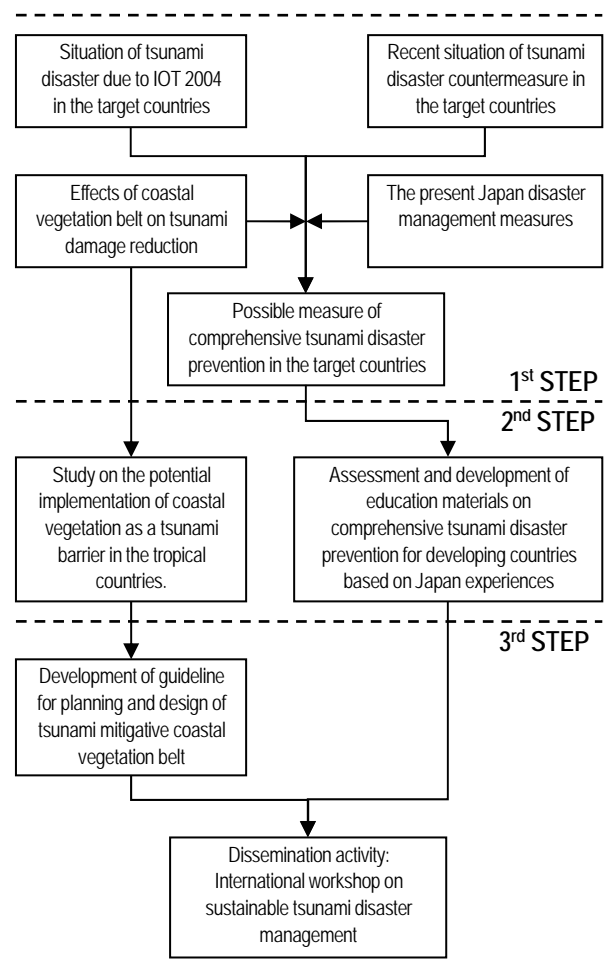 Situation of tsunami
disaster due to IOT 2004
in the target countries
Recent situation of tsunami
disaster countermeasure in
the target countries
Effects of coastal
vegetation belt on tsunami
damage reduction
The present Japan disaster
management measures
Possible measure of
comprehensive tsunami disaster
prevention in the target countries
1st STEP
2nd STEP
Study on the potential
implementation of coastal
vegetation as a tsunami
barrier in the tropical
countries.
Assessment and development of
education materials on
comprehensive tsunami disaster
prevention for developing countries
based on Japan experiences
3rd STEP
Development of guideline
for planning and design of
tsunami mitigative coastal
vegetation belt
Dissemination activity:
International workshop on
sustainable tsunami disaster
management